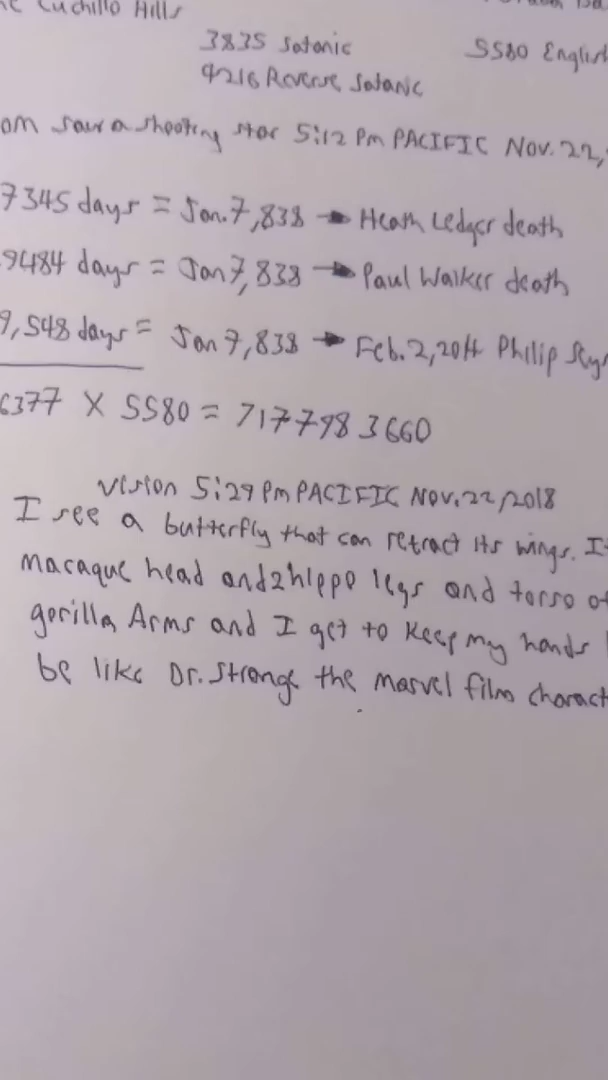 Cuchillo Hills
3835 Satanic 5580 English
4216 Reverse Satanic
om saw a shooting star 5:12 Pm PACIFIC Nov. 22,
7345 days = Jan. 7, 838 → Heath Ledger death
9484 days = Jan 7, 838 → Paul Walker death
9,548 days = Jan 7, 838 → Feb. 2, 2014 Philip Sey
6377 X 5580 = 7177983660
vision 5:29 Pm PACIFIC Nov. 22, 2018
I see a butterfly that can retract its wings. I
macaque head and 2 hippo legs and torso of
gorilla Arms and I get to keep my hands
be like Dr. Strange the marvel film charact